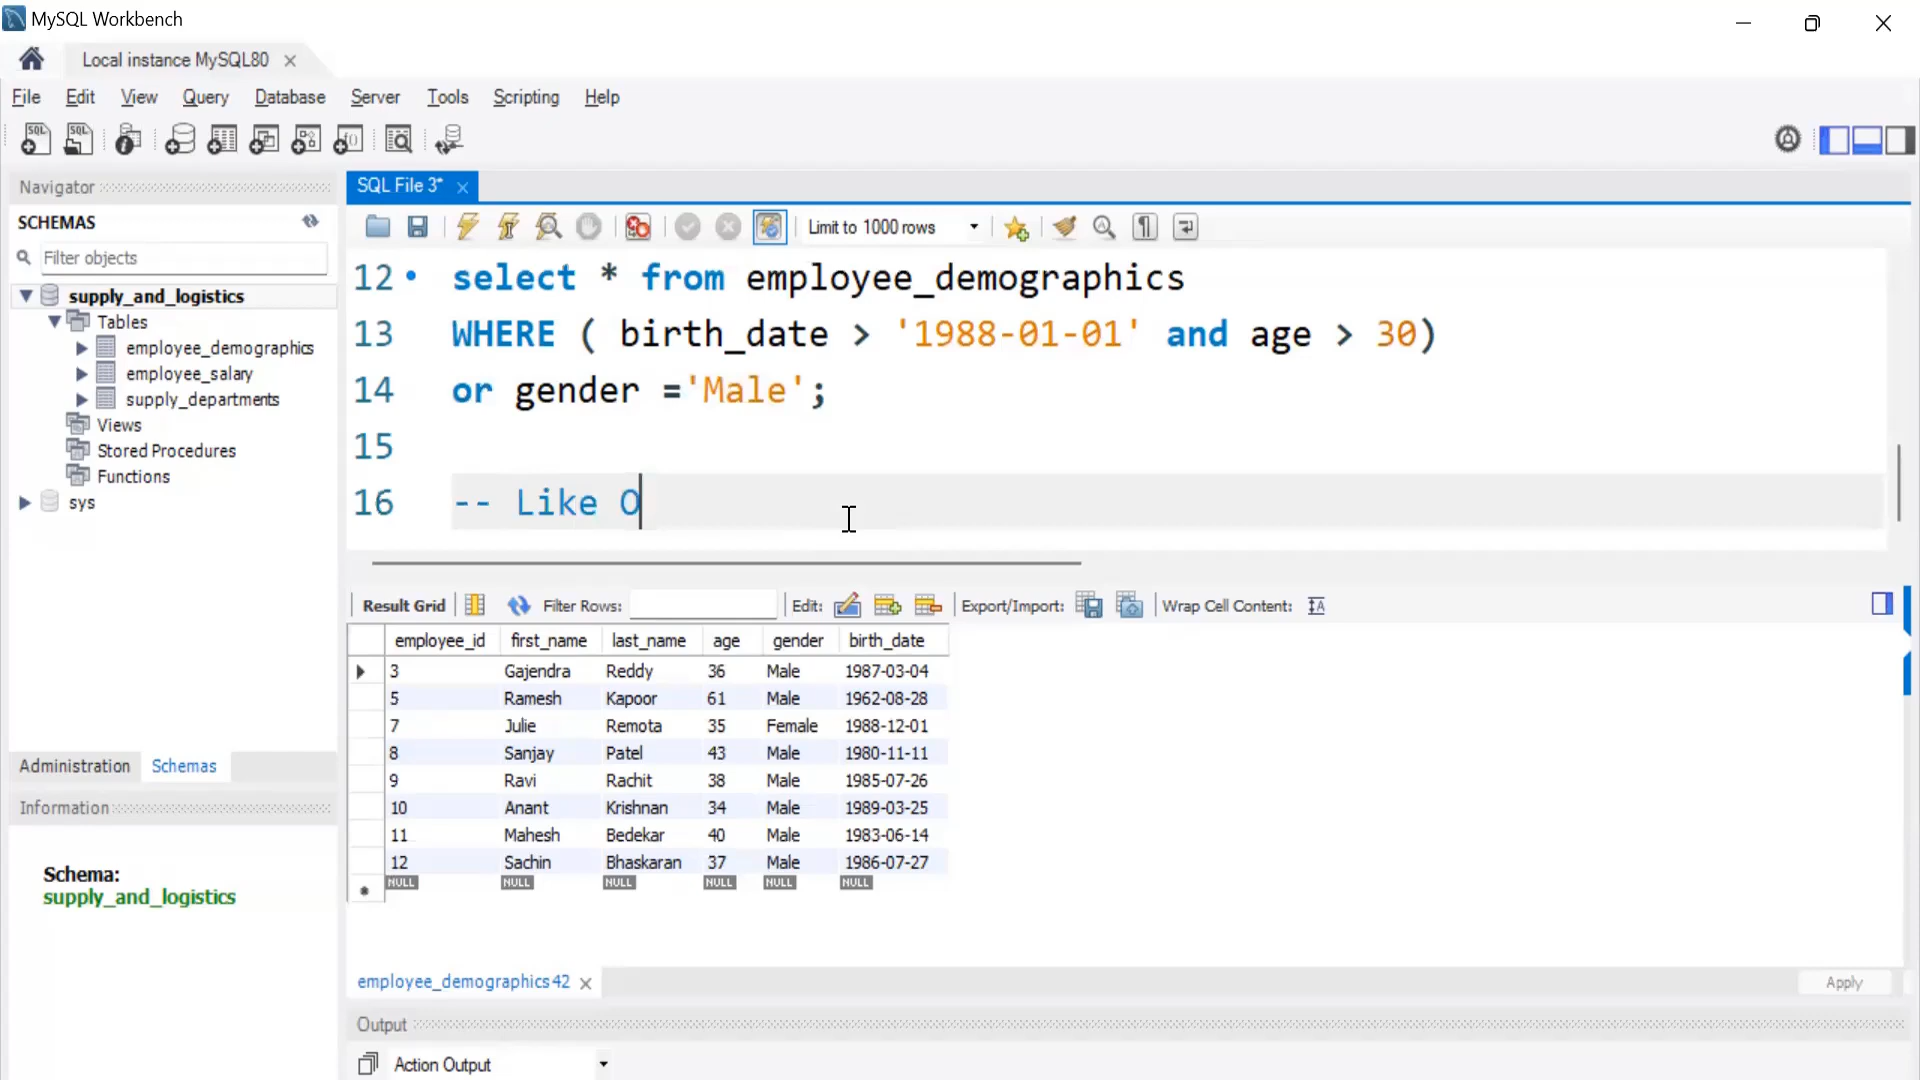 MySQL Workbench
Local instance MySQL80
File Edit View Query Database Server Tools Scripting Help
Navigator
SCHEMAS
Filter objects
supply_and_logistics
Tables
employee_demographics
employee_salary
supply_departments
Views
Stored Procedures
Functions
sys
Administration Schemas
Information
Schema:
supply_and_logistics
SQL File 3*
Limit to 1000 rows
12 select * from employee_demographics
13 WHERE ( birth_date > '1988-01-01' and age > 30)
14 or gender ='Male';
15
16 -- Like O
Result Grid Filter Rows: Edit: Export/Import: Wrap Cell Content:
employee_id first_name last_name age gender birth_date
3 Gajendra Reddy 36 Male 1987-03-04
5 Ramesh Kapoor 61 Male 1962-08-28
7 Julie Remota 35 Female 1988-12-01
8 Sanjay Patel 43 Male 1980-11-11
9 Ravi Rachit 38 Male 1985-07-26
10 Anant Krishnan 34 Male 1989-03-25
11 Mahesh Bedekar 40 Male 1983-06-14
12 Sachin Bhaskaran 37 Male 1986-07-27
NULL NULL NULL NULL NULL NULL
employee_demographics 42 Apply
Output
Action Output